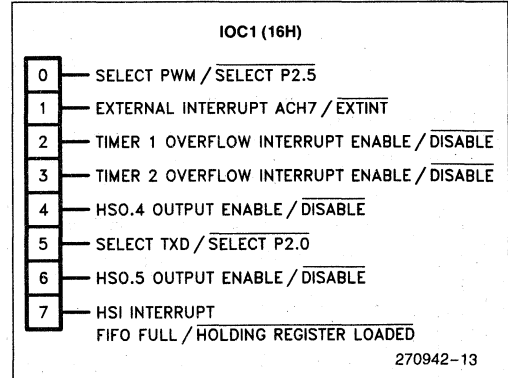 IOC1 (16H)
0 SELECT PWM / SELECT P2.5
1 EXTERNAL INTERRUPT ACH7 / EXTINT
2 TIMER 1 OVERFLOW INTERRUPT ENABLE / DISABLE
3 TIMER 2 OVERFLOW INTERRUPT ENABLE / DISABLE
4 HSO.4 OUTPUT ENABLE / DISABLE
5 SELECT TXD / SELECT P2.0
6 HSO.5 OUTPUT ENABLE / DISABLE
7 HSI INTERRUPT
FIFO FULL / HOLDING REGISTER LOADED
270942-13